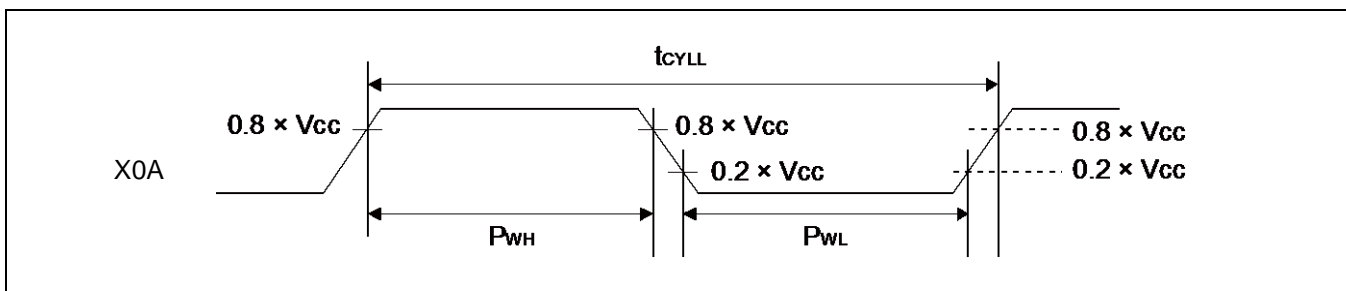 tCYLL
0.8 × Vcc
0.8 × Vcc
0.8 × Vcc
X0A
0.2 × Vcc
0.2 × Vcc
PWH
PWL